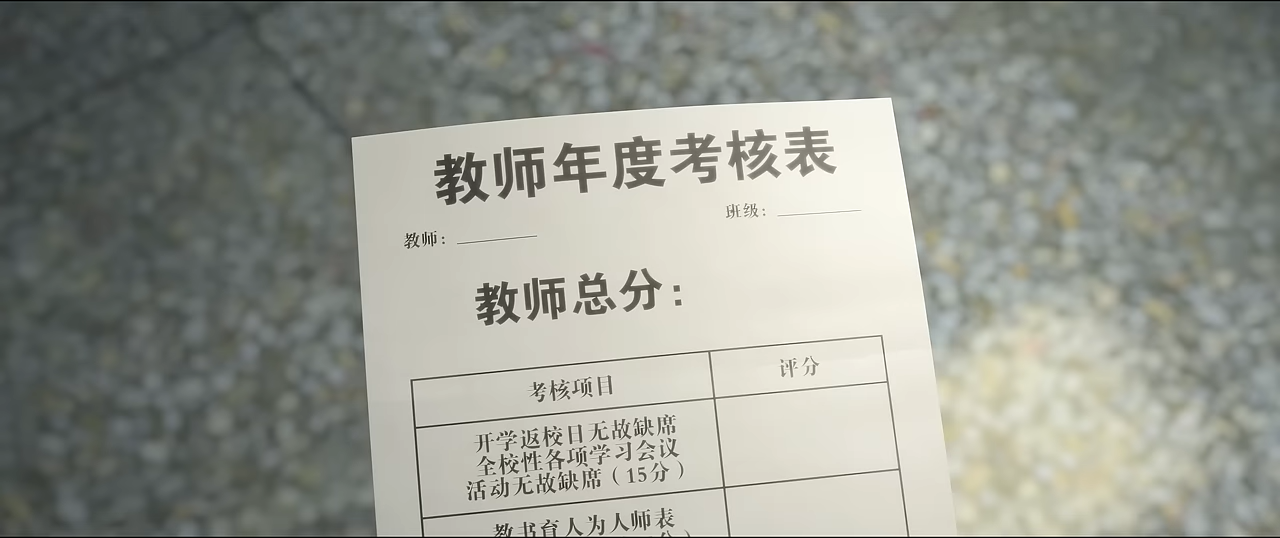 教师年度考核表
班级：
教师：
教师总分：
考核项目
评分
开学返校日无故缺席
全校性各项学习会议
活动无故缺席（15分）
教书育人为人师表